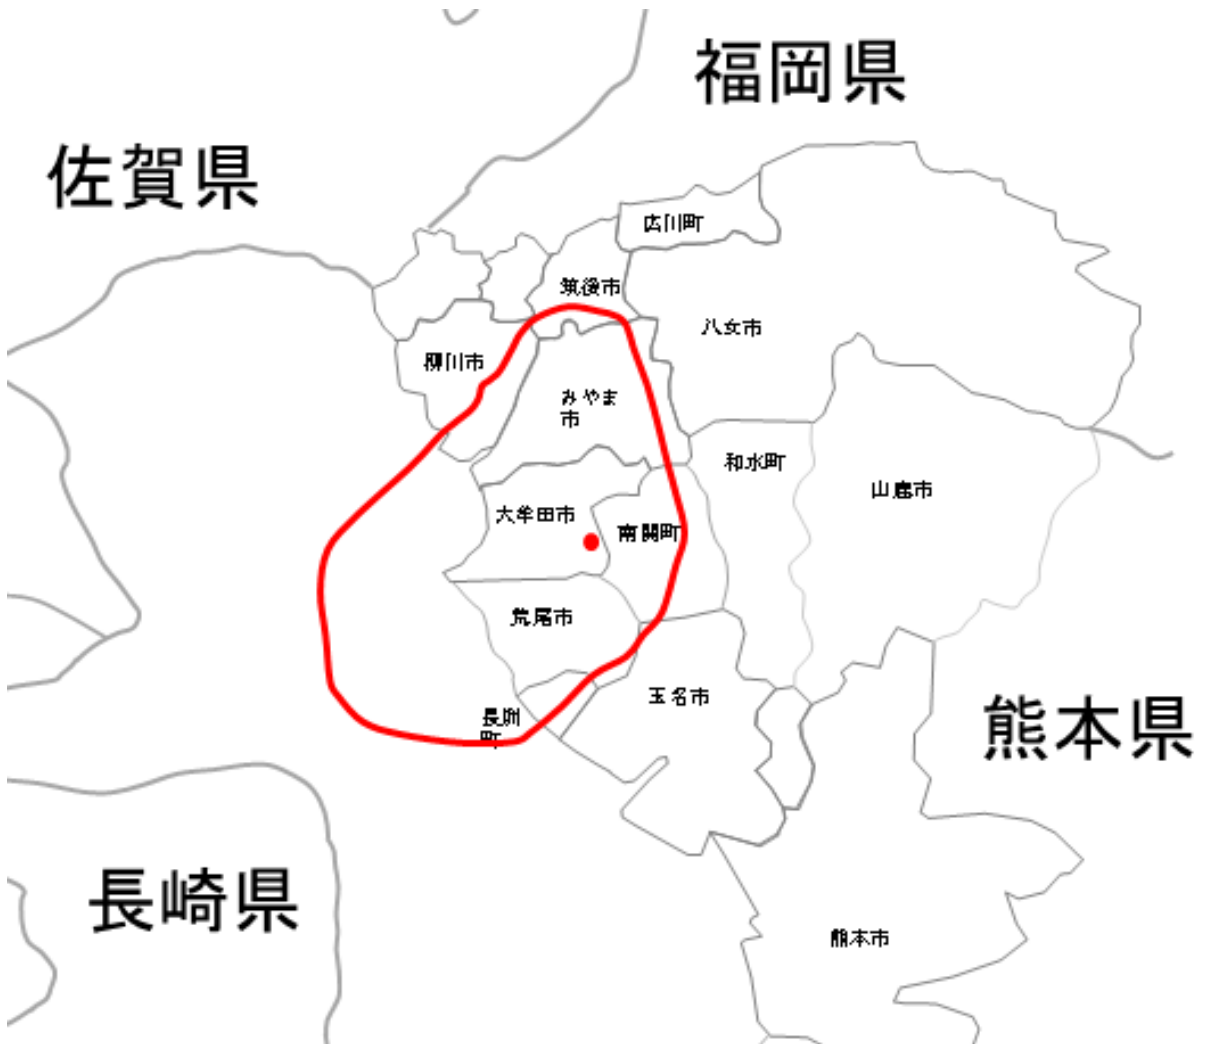 福岡県
佐賀県
広川町
筑後市
八女市
柳川市
みやま
市
和水町
山鹿市
大牟田市
南関町
荒尾市
玉名市
長洲
町
熊本県
長崎県
熊本市